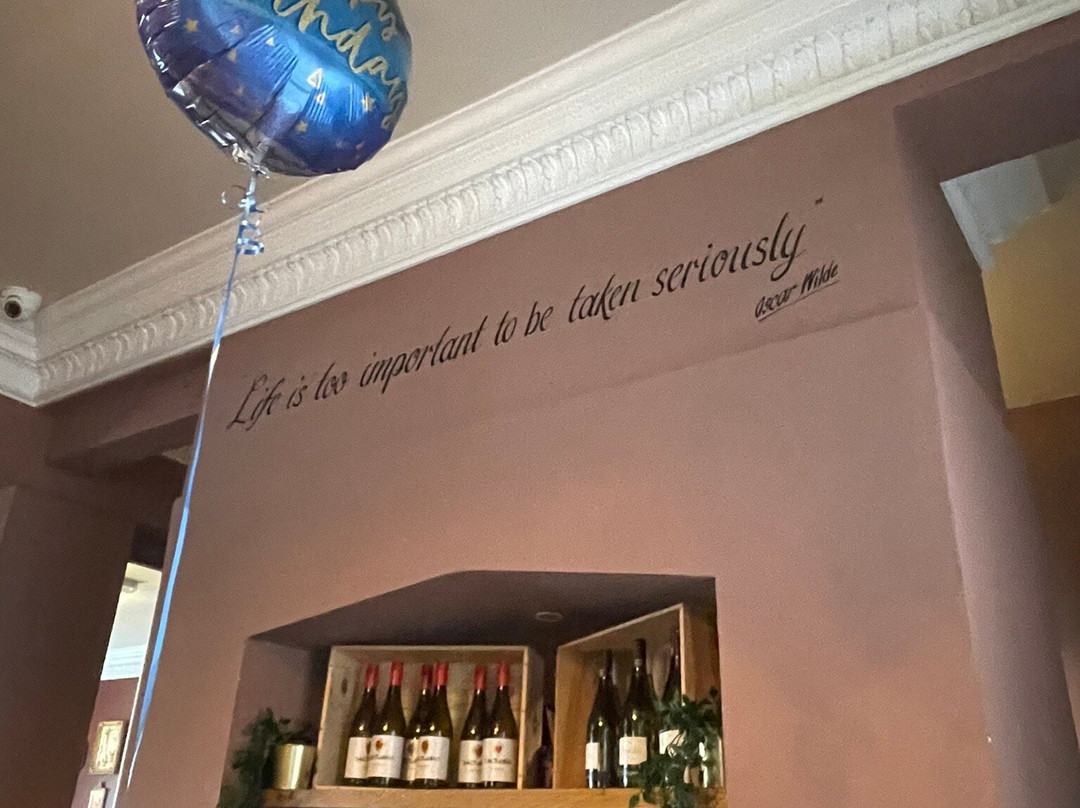 "Life is too important to be taken seriously"
Oscar Wilde